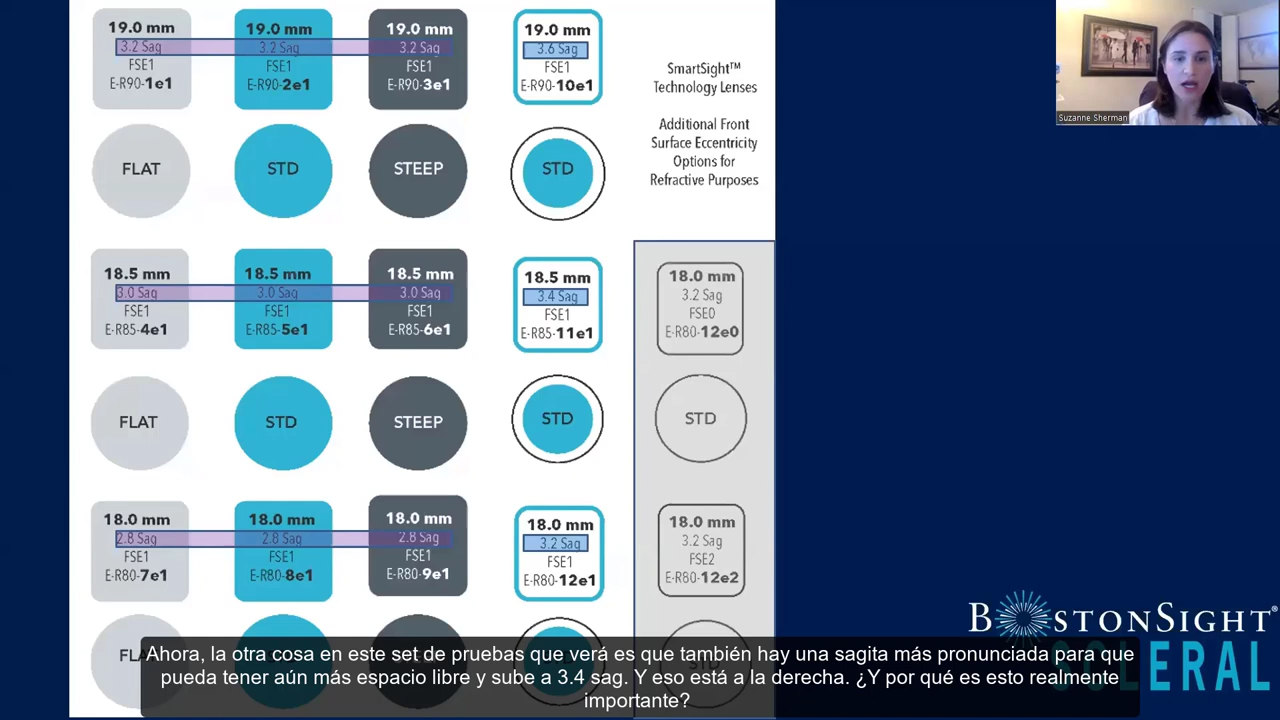 19.0 mm
3.2 Sag
FSE1
E-R90-1e1
19.0 mm
3.2 Sag
FSE1
E-R90-2e1
19.0 mm
3.2 Sag
FSE1
E-R90-3e1
19.0 mm
3.6 Sag
FSE1
E-R90-10e1
SmartSight™
Technology Lenses
Additional Front
Surface Eccentricity
Options for
Refractive Purposes
Suzanne Sherman
FLAT
STD
STEEP
STD
18.5 mm
3.0 Sag
FSE1
E-R85-4e1
18.5 mm
3.0 Sag
FSE1
E-R85-5e1
18.5 mm
3.0 Sag
FSE1
E-R85-6e1
18.5 mm
3.4 Sag
FSE1
E-R85-11e1
18.0 mm
3.2 Sag
FSE0
E-R80-12e0
FLAT
STD
STEEP
STD
STD
18.0 mm
2.8 Sag
FSE1
E-R80-7e1
18.0 mm
2.8 Sag
FSE1
E-R80-8e1
18.0 mm
2.8 Sag
FSE1
E-R80-9e1
18.0 mm
3.2 Sag
FSE1
E-R80-12e1
18.0 mm
3.2 Sag
FSE2
E-R80-12e2
BOSTONSIGHT®
Ahora, la otra cosa en este set de pruebas que verá es que también hay una sagita más pronunciada para que
pueda tener aún más espacio libre y sube a 3.4 sag. Y eso está a la derecha. ¿Y por qué es esto realmente
importante?